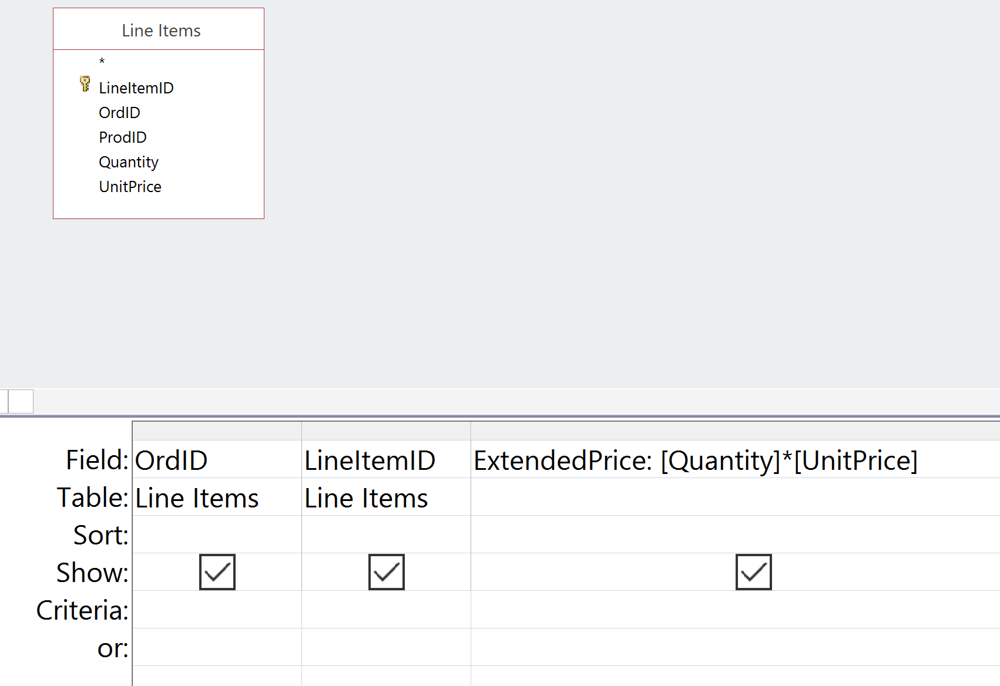 Line Items
*
LineItemID
OrdID
ProdID
Quantity
UnitPrice
Field: OrdID LineItemID ExtendedPrice: [Quantity]*[UnitPrice]
Table: Line Items Line Items
Sort:
Show:
Criteria:
or: